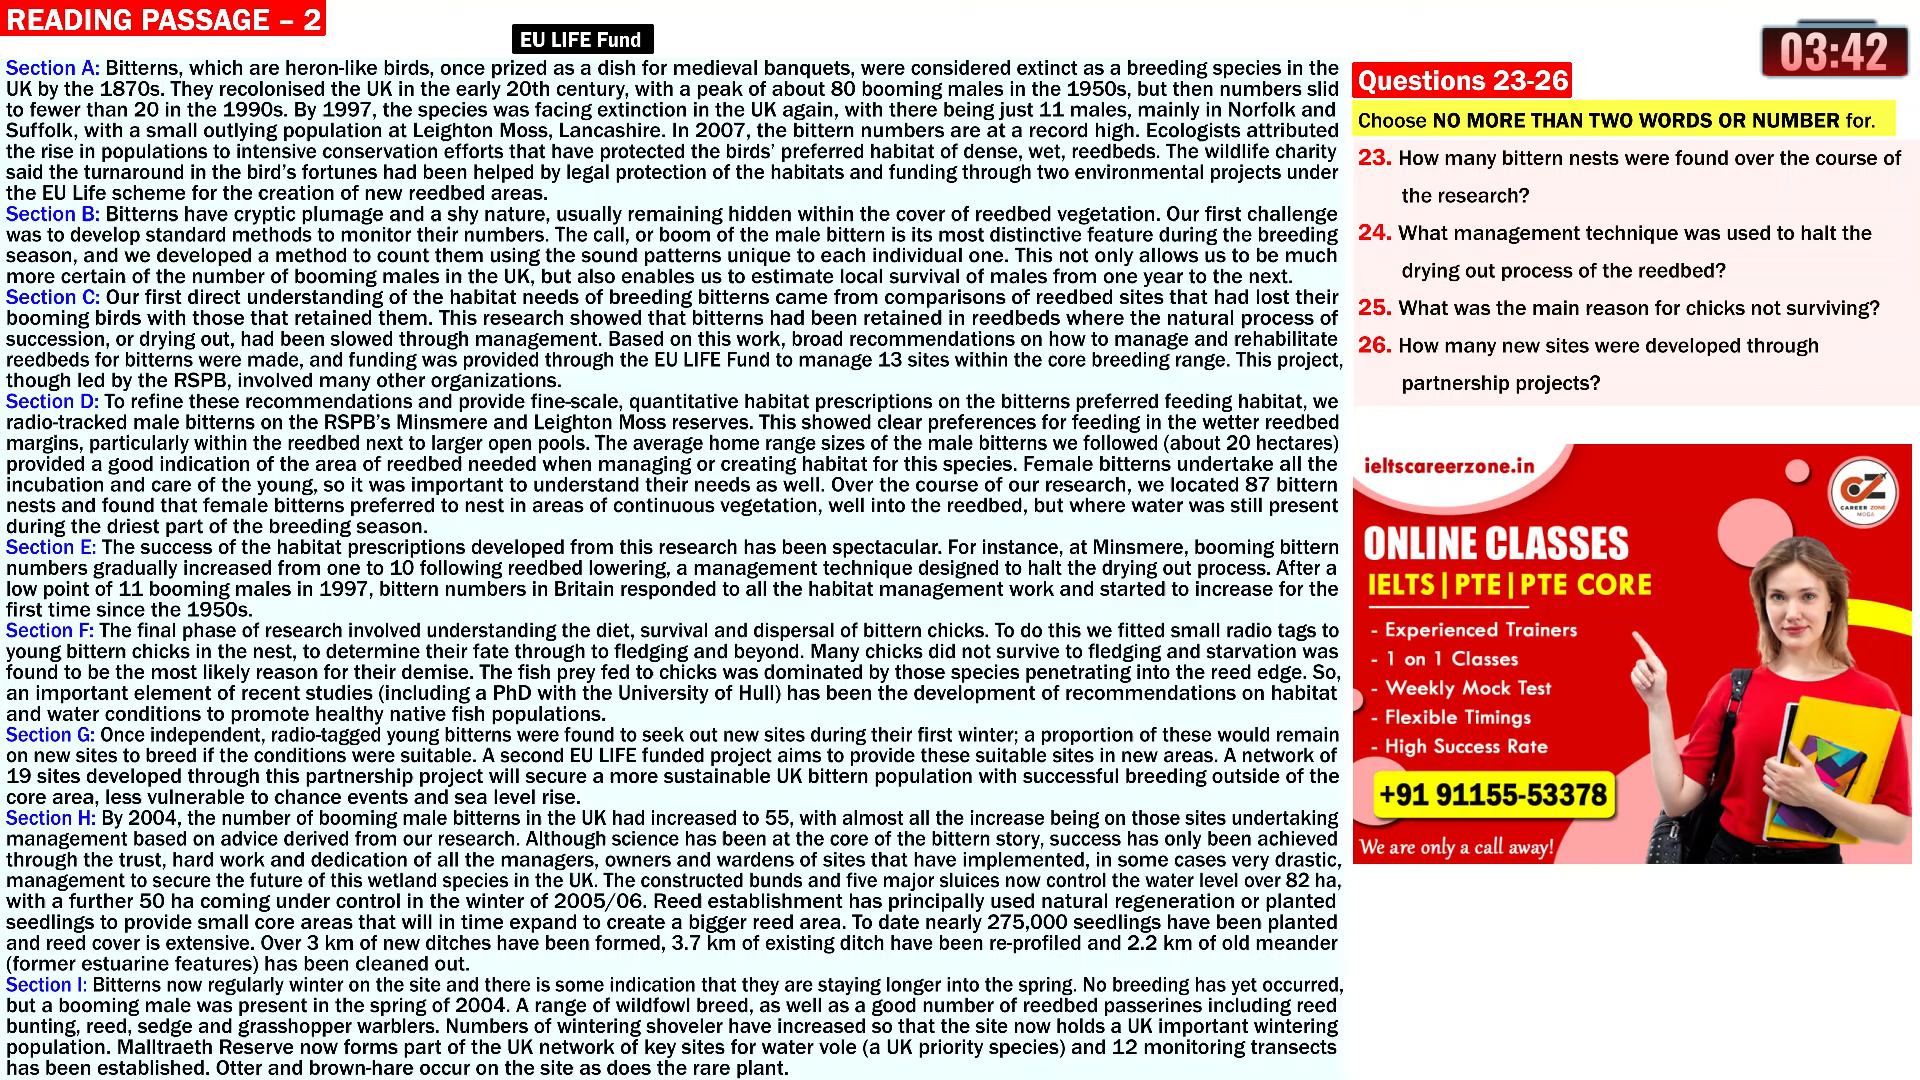 READING PASSAGE – 2
EU LIFE Fund
03:42
Section A: Bitterns, which are heron-like birds, once prized as a dish for medieval banquets, were considered extinct as a breeding species in the
UK by the 1870s. They recolonised the UK in the early 20th century, with a peak of about 80 booming males in the 1950s, but then numbers slid
to fewer than 20 in the 1990s. By 1997, the species was facing extinction in the UK again, with there being just 11 males, mainly in Norfolk and
Suffolk, with a small outlying population at Leighton Moss, Lancashire. In 2007, the bittern numbers are at a record high. Ecologists attributed
the rise in populations to intensive conservation efforts that have protected the birds' preferred habitat of dense, wet, reedbeds. The wildlife charity
said the turnaround in the bird's fortunes had been helped by legal protection of the habitats and funding through two environmental projects under
the EU Life scheme for the creation of new reedbed areas.
Section B: Bitterns have cryptic plumage and a shy nature, usually remaining hidden within the cover of reedbed vegetation. Our first challenge
was to develop standard methods to monitor their numbers. The call, or boom of the male bittern is its most distinctive feature during the breeding
season, and we developed a method to count them using the sound patterns unique to each individual one. This not only allows us to be much
more certain of the number of booming males in the UK, but also enables us to estimate local survival of males from one year to the next.
Section C: Our first direct understanding of the habitat needs of breeding bitterns came from comparisons of reedbed sites that had lost their
booming birds with those that retained them. This research showed that bitterns had been retained in reedbeds where the natural process of
succession, or drying out, had been slowed through management. Based on this work, broad recommendations on how to manage and rehabilitate
reedbeds for bitterns were made, and funding was provided through the EU LIFE Fund to manage 13 sites within the core breeding range. This project,
though led by the RSPB, involved many other organizations.
Section D: To refine these recommendations and provide fine-scale, quantitative habitat prescriptions on the bitterns preferred feeding habitat, we
radio-tracked male bitterns on the RSPB's Minsmere and Leighton Moss reserves. This showed clear preferences for feeding in the wetter reedbed
margins, particularly within the reedbed next to larger open pools. The average home range sizes of the male bitterns we followed (about 20 hectares)
provided a good indication of the area of reedbed needed when managing or creating habitat for this species. Female bitterns undertake all the
incubation and care of the young, so it was important to understand their needs as well. Over the course of our research, we located 87 bittern
nests and found that female bitterns preferred to nest in areas of continuous vegetation, well into the reedbed, but where water was still present
during the driest part of the breeding season.
Section E: The success of the habitat prescriptions developed from this research has been spectacular. For instance, at Minsmere, booming bittern
numbers gradually increased from one to 10 following reedbed lowering, a management technique designed to halt the drying out process. After a
low point of 11 booming males in 1997, bittern numbers in Britain responded to all the habitat management work and started to increase for the
first time since the 1950s.
Section F: The final phase of research involved understanding the diet, survival and dispersal of bittern chicks. To do this we fitted small radio tags to
young bittern chicks in the nest, to determine their fate through to fledging and beyond. Many chicks did not survive to fledging and starvation was
found to be the most likely reason for their demise. The fish prey fed to chicks was dominated by those species penetrating into the reed edge. So,
an important element of recent studies (including a PhD with the University of Hull) has been the development of recommendations on habitat
and water conditions to promote healthy native fish populations.
Section G: Once independent, radio-tagged young bitterns were found to seek out new sites during their first winter; a proportion of these would remain
on new sites to breed if the conditions were suitable. A second EU LIFE funded project aims to provide these suitable sites in new areas. A network of
19 sites developed through this partnership project will secure a more sustainable UK bittern population with successful breeding outside of the
core area, less vulnerable to chance events and sea level rise.
Section H: By 2004, the number of booming male bitterns in the UK had increased to 55, with almost all the increase being on those sites undertaking
management based on advice derived from our research. Although science has been at the core of the bittern story, success has only been achieved
through the trust, hard work and dedication of all the managers, owners and wardens of sites that have implemented, in some cases very drastic,
management to secure the future of this wetland species in the UK. The constructed bunds and five major sluices now control the water level over 82 ha,
with a further 50 ha coming under control in the winter of 2005/06. Reed establishment has principally used natural regeneration or planted
seedlings to provide small core areas that will in time expand to create a bigger reed area. To date nearly 275,000 seedlings have been planted
and reed cover is extensive. Over 3 km of new ditches have been formed, 3.7 km of existing ditch have been re-profiled and 2.2 km of old meander
(former estuarine features) has been cleaned out.
Section I: Bitterns now regularly winter on the site and there is some indication that they are staying longer into the spring. No breeding has yet occurred,
but a booming male was present in the spring of 2004. A range of wildfowl breed, as well as a good number of reedbed passerines including reed
bunting, reed, sedge and grasshopper warblers. Numbers of wintering shoveler have increased so that the site now holds a UK important wintering
population. Malltraeth Reserve now forms part of the UK network of key sites for water vole (a UK priority species) and 12 monitoring transects
has been established. Otter and brown-hare occur on the site as does the rare plant.
Questions 23-26
Choose NO MORE THAN TWO WORDS OR NUMBER for.
23. How many bittern nests were found over the course of
the research?
24. What management technique was used to halt the
drying out process of the reedbed?
25. What was the main reason for chicks not surviving?
26. How many new sites were developed through
partnership projects?
ieltscareerzone.in
CZ
CAREER ZONE
MOGA
ONLINE CLASSES
IELTS | PTE | PTE CORE
- Experienced Trainers
- 1 on 1 Classes
- Weekly Mock Test
- Flexible Timings
- High Success Rate
+91 91155-53378
We are only a call away!